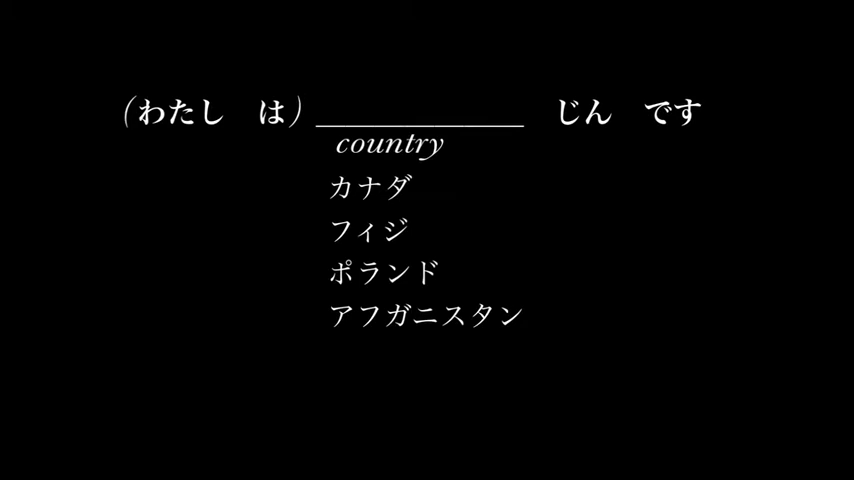 (わたし は) __________ じん です
country
カナダ
フィジ
ポランド
アフガニスタン